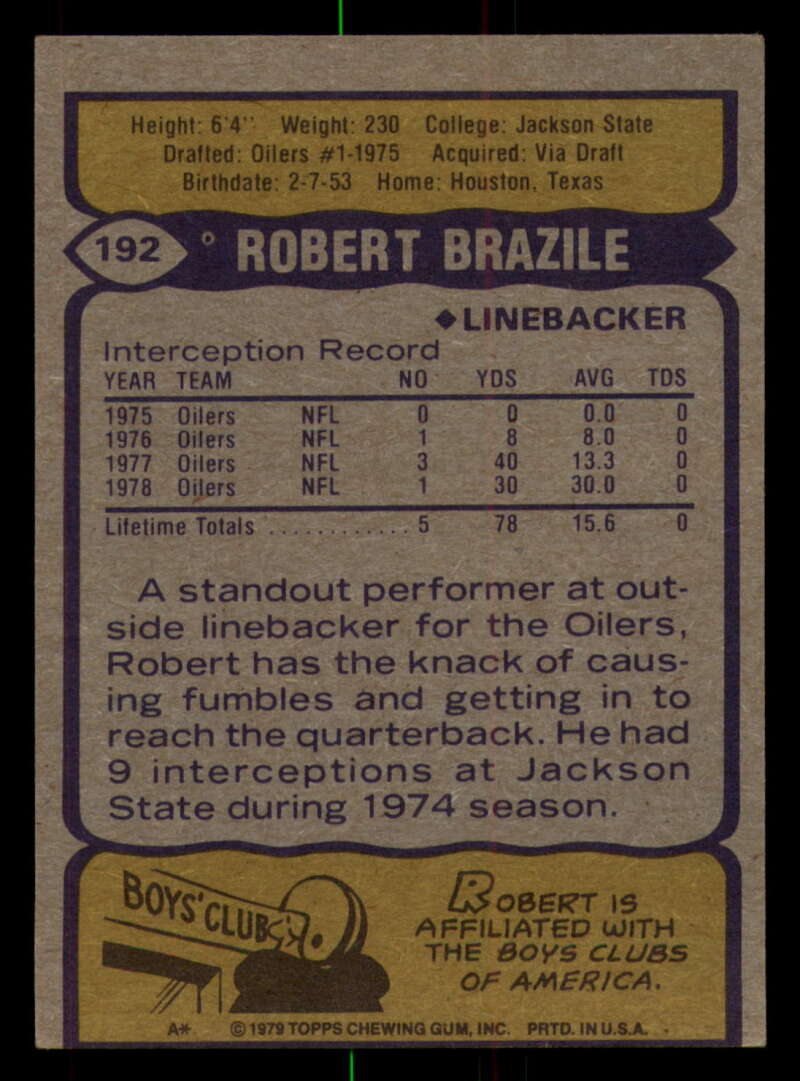 Height: 6'4" Weight: 230 College: Jackson State
Drafted: Oilers #1-1975 Acquired: Via Draft
Birthdate: 2-7-53 Home: Houston, Texas
192 ROBERT BRAZILE
◆LINEBACKER
Interception Record
YEAR TEAM NO YDS AVG TDS
1975 Oilers NFL 0 0 0.0 0
1976 Oilers NFL 1 8 8.0 0
1977 Oilers NFL 3 40 13.3 0
1978 Oilers NFL 1 30 30.0 0
Lifetime Totals ............ 5 78 15.6 0
A standout performer at out-
side linebacker for the Oilers,
Robert has the knack of caus-
ing fumbles and getting in to
reach the quarterback. He had
9 interceptions at Jackson
State during 1974 season.
BOYS' CLUBS
ROBERT IS
AFFILIATED WITH
THE BOYS CLUBS
OF AMERICA.
A* © 1979 TOPPS CHEWING GUM, INC. PRTD. IN U.S.A.